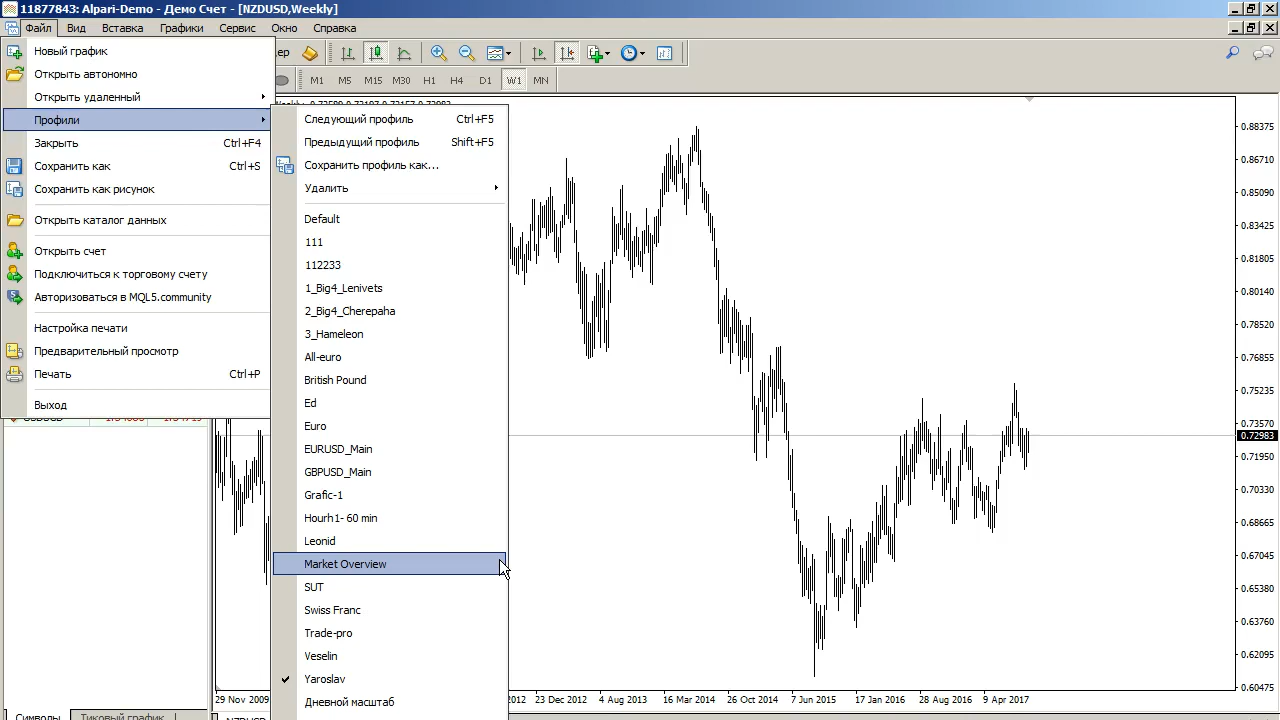 11877843: Alpari-Demo - Демо Счет - [NZDUSD,Weekly]
Файл Вид Вставка Графики Сервис Окно Справка
Новый график
Открыть автономно
Открыть удаленный
Профили
Закрыть Ctrl+F4
Сохранить как Ctrl+S
Сохранить как рисунок
Открыть каталог данных
Открыть счет
Подключиться к торговому счету
Авторизоваться в MQL5.community
Настройка печати
Предварительный просмотр
Печать Ctrl+P
Выход
M1 M5 M15 M30 H1 H4 D1 W1 MN
Следующий профиль Ctrl+F5
Предыдущий профиль Shift+F5
Сохранить профиль как...
Удалить
Default
111
112233
1_Big4_Lenivets
2_Big4_Cherepaha
3_Hameleon
All-euro
British Pound
Ed
Euro
EURUSD_Main
GBPUSD_Main
Grafic-1
Hourh1- 60 min
Leonid
Market Overview
SUT
Swiss Franc
Trade-pro
Veselin
Yaroslav
Дневной масштаб
0.88375
0.86710
0.85090
0.83425
0.81805
0.80140
0.78520
0.76855
0.75235
0.73570
0.72983
0.71950
0.70330
0.68665
0.67045
0.65380
0.63760
0.62095
0.60475
29 Nov 2009 2012 23 Dec 2012 4 Aug 2013 16 Mar 2014 26 Oct 2014 7 Jun 2015 17 Jan 2016 28 Aug 2016 9 Apr 2017
Символы Тиковый график